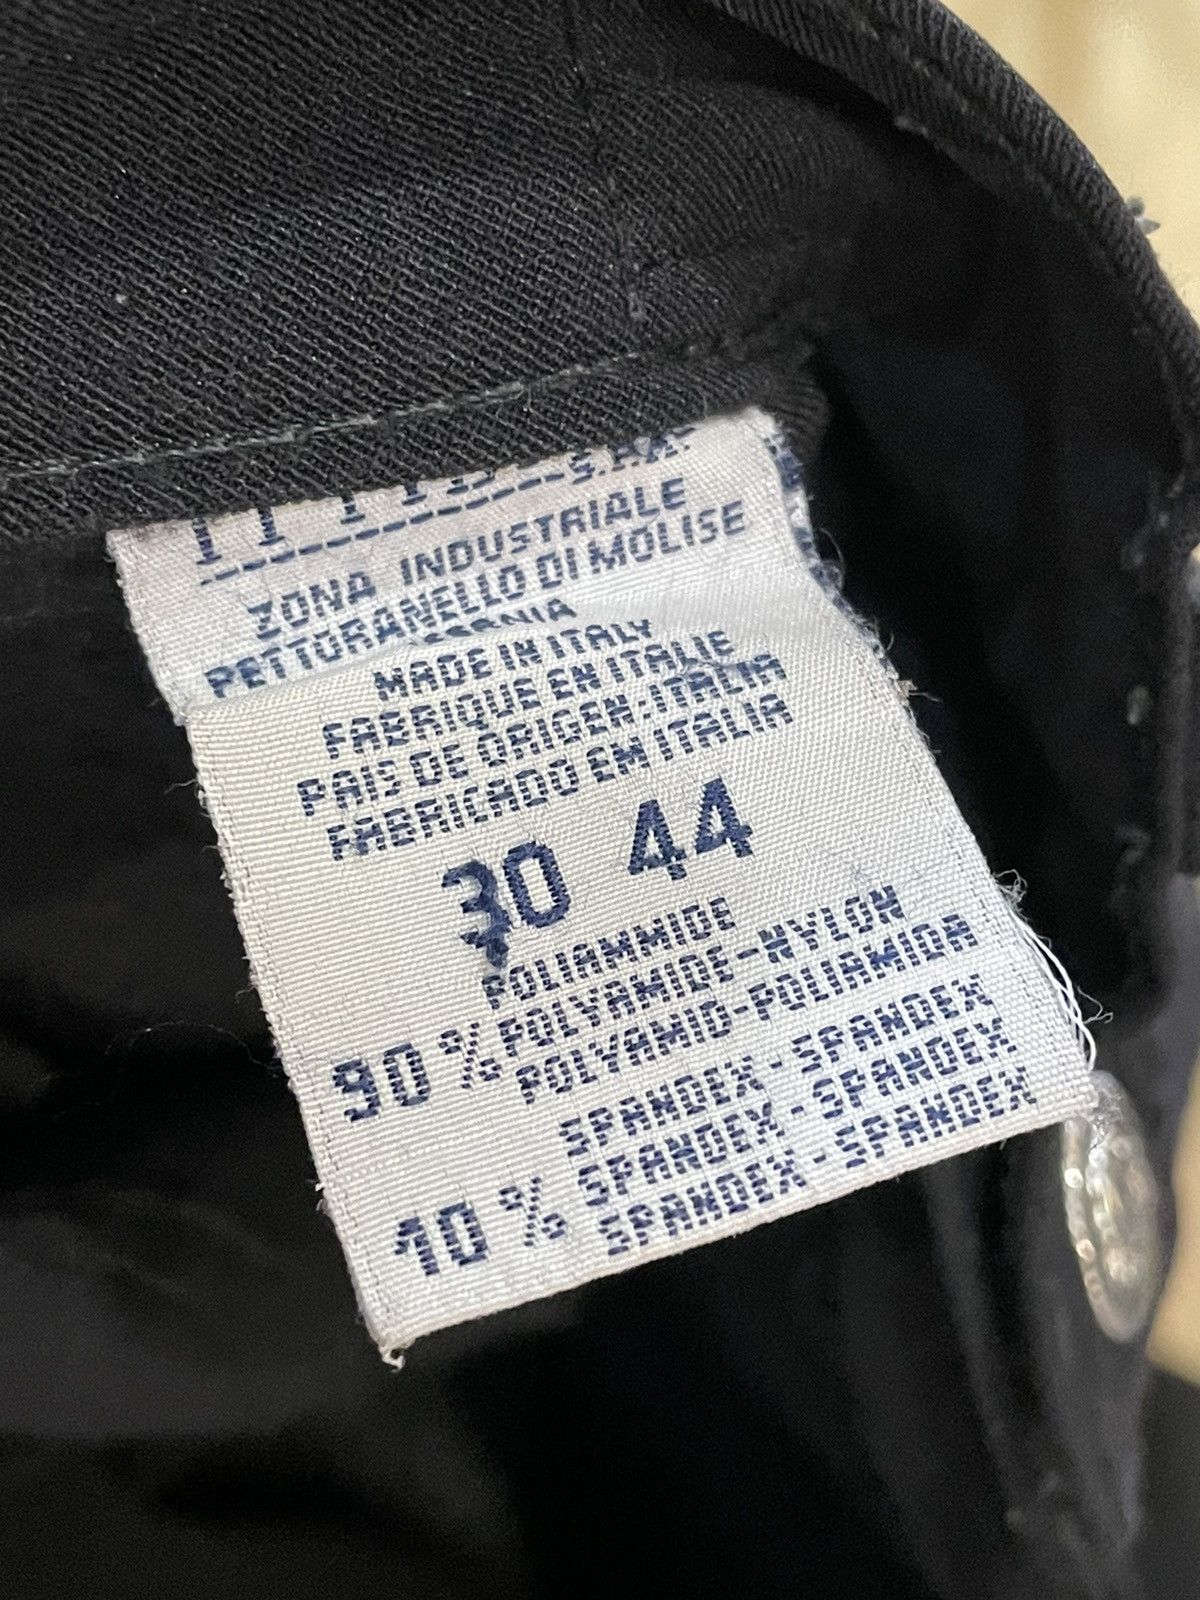 S.P.A.
ZONA INDUSTRIALE
PETTORANELLO DI MOLISE
MADE IN ITALY
FABRIQUE EN ITALIE
PAIS DE ORIGEN-ITALIA
FABRICADO EM ITALIA
30 44
POLIAMMIDE
90 % POLYAMIDE-NYLON
POLYAMID-POLIAMIDA
SPANDEX-SPANDEX
10 % SPANDEX-SPANDEX
SPANDEX-SPANDEX